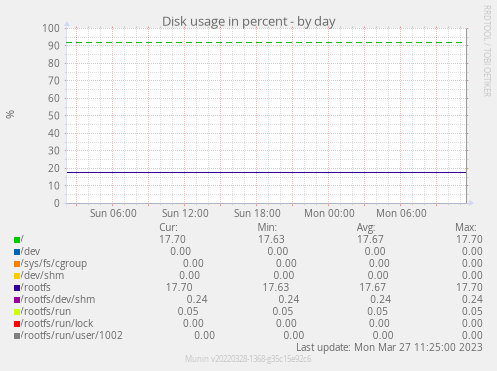 Disk usage in percent - by day
RRDTOOL / TOBI OETIKER
%
100
90
80
70
60
50
40
30
20
10
0
Sun 06:00 Sun 12:00 Sun 18:00 Mon 00:00 Mon 06:00
Cur: Min: Avg: Max:
/ 17.70 17.63 17.67 17.70
/dev 0.00 0.00 0.00 0.00
/sys/fs/cgroup 0.00 0.00 0.00 0.00
/dev/shm 0.00 0.00 0.00 0.00
/rootfs 17.70 17.63 17.67 17.70
/rootfs/dev/shm 0.24 0.24 0.24 0.24
/rootfs/run 0.05 0.05 0.05 0.05
/rootfs/run/lock 0.00 0.00 0.00 0.00
/rootfs/run/user/1002 0.00 0.00 0.00 0.00
Last update: Mon Mar 27 11:25:00 2023
Munin v20220328-1368-g35c15e92c6